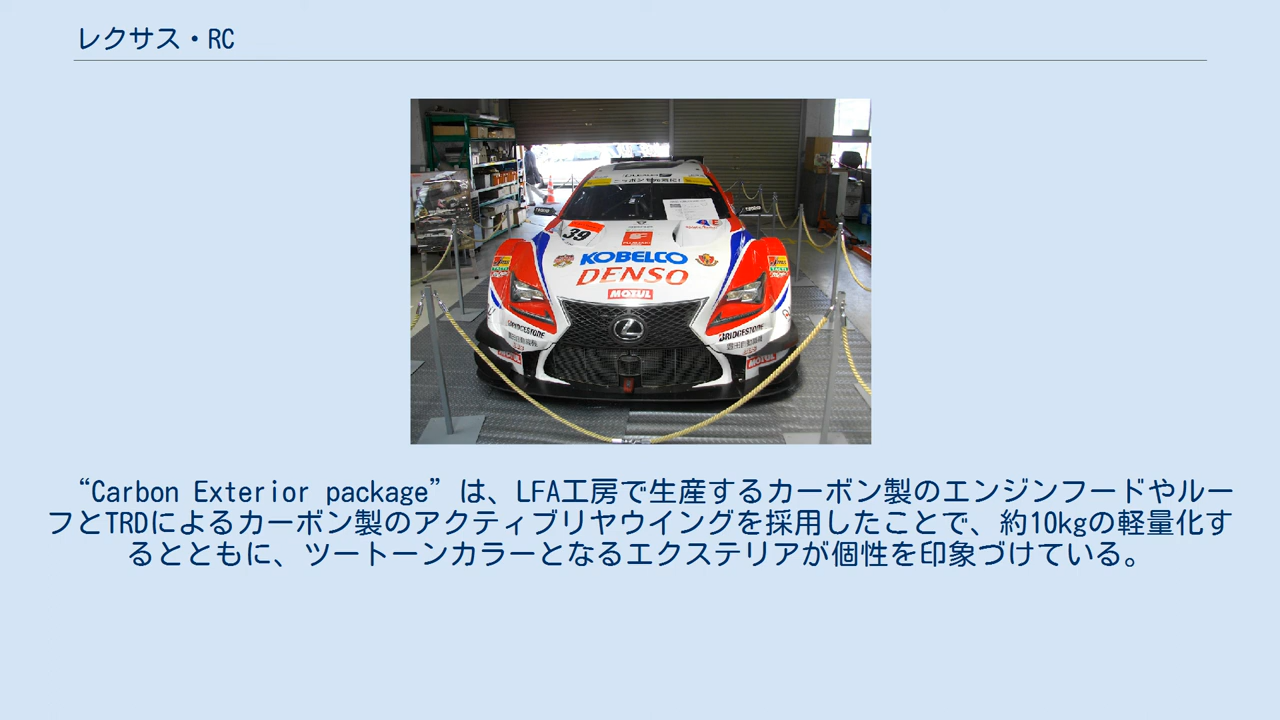 レクサス・RC
39
KOBELCO
DENSO
MOTUL
BRIDGESTONE
BRIDGESTONE
MOTUL
MOTUL
“Carbon Exterior package”は、LFA工房で生産するカーボン製のエンジンフードやルー
フとTRDによるカーボン製のアクティブリヤウイングを採用したことで、約10kgの軽量化す
るとともに、ツートーンカラーとなるエクステリアが個性を印象づけている。